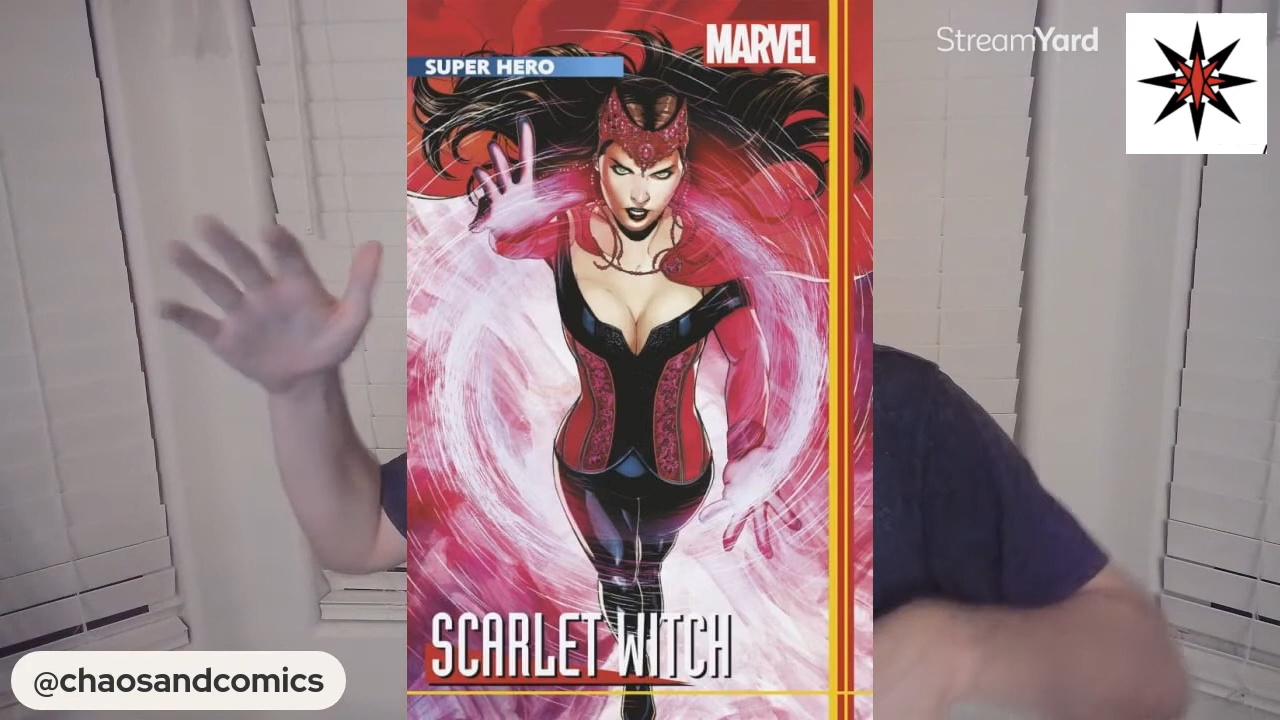 MARVEL
SUPER HERO
StreamYard
SCARLET WITCH
@chaosandcomics